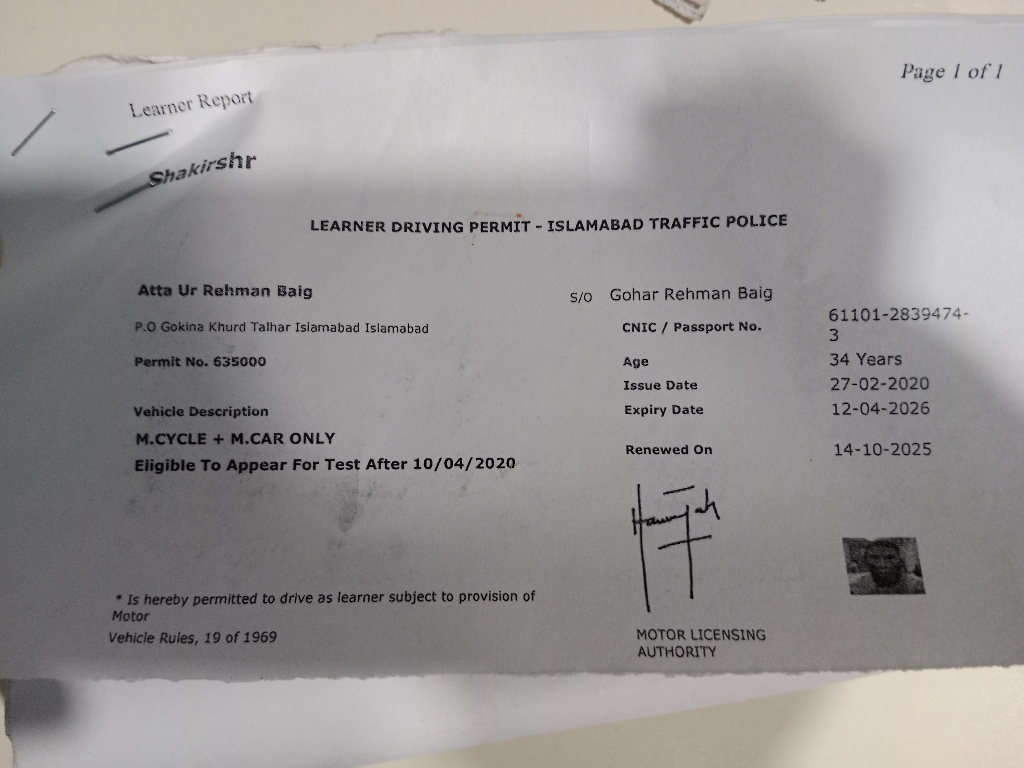 Page 1 of 1
Learner Report
Shakirshr
LEARNER DRIVING PERMIT - ISLAMABAD TRAFFIC POLICE
Atta Ur Rehman Baig S/O Gohar Rehman Baig
P.O Gokina Khurd Talhar Islamabad Islamabad CNIC / Passport No. 61101-2839474-
3
Permit No. 635000 Age 34 Years
Issue Date 27-02-2020
Vehicle Description Expiry Date 12-04-2026
M.CYCLE + M.CAR ONLY
Eligible To Appear For Test After 10/04/2020 Renewed On 14-10-2025
* Is hereby permitted to drive as learner subject to provision of
Motor
Vehicle Rules, 19 of 1969
MOTOR LICENSING
AUTHORITY